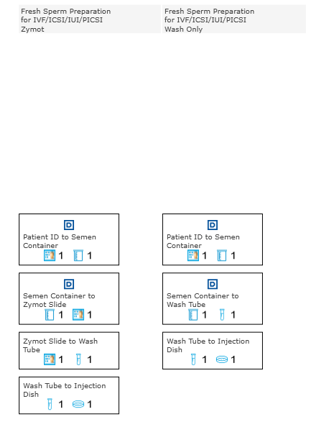 Fresh Sperm Preparation
for IVF/ICSI/IUI/PICSI
Zymot
Fresh Sperm Preparation
for IVF/ICSI/IUI/PICSI
Wash Only
D
Patient ID to Semen
Container
1 1
D
Semen Container to
Zymot Slide
1 1
Zymot Slide to Wash
Tube
1 1
Wash Tube to Injection
Dish
1 1
D
Patient ID to Semen
Container
1 1
D
Semen Container to
Wash Tube
1 1
Wash Tube to Injection
Dish
1 1